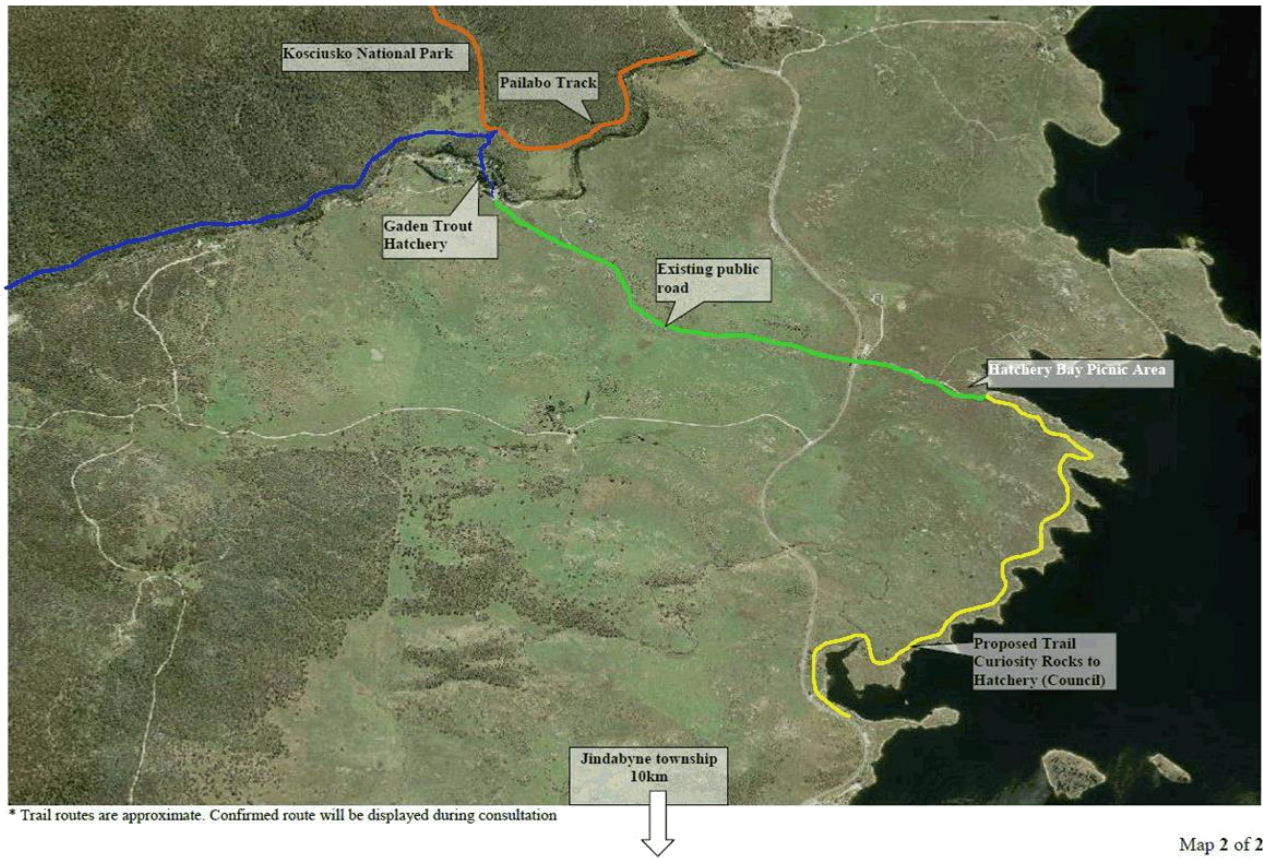 Kosciusko National Park
Pailabo Track
Gaden Trout
Hatchery
Existing public
road
Hatchery Bay Picnic Area
Proposed Trail
Curiosity Rocks to
Hatchery (Council)
Jindabyne township
10km
* Trail routes are approximate. Confirmed route will be displayed during consultation
Map 2 of 2